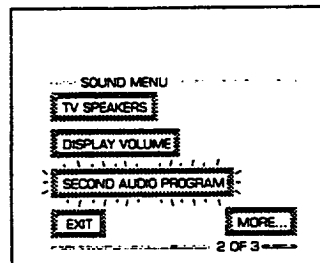 SOUND MENU
TV SPEAKERS
DISPLAY VOLUME
SECOND AUDIO PROGRAM
EXIT MORE...
2 OF 3